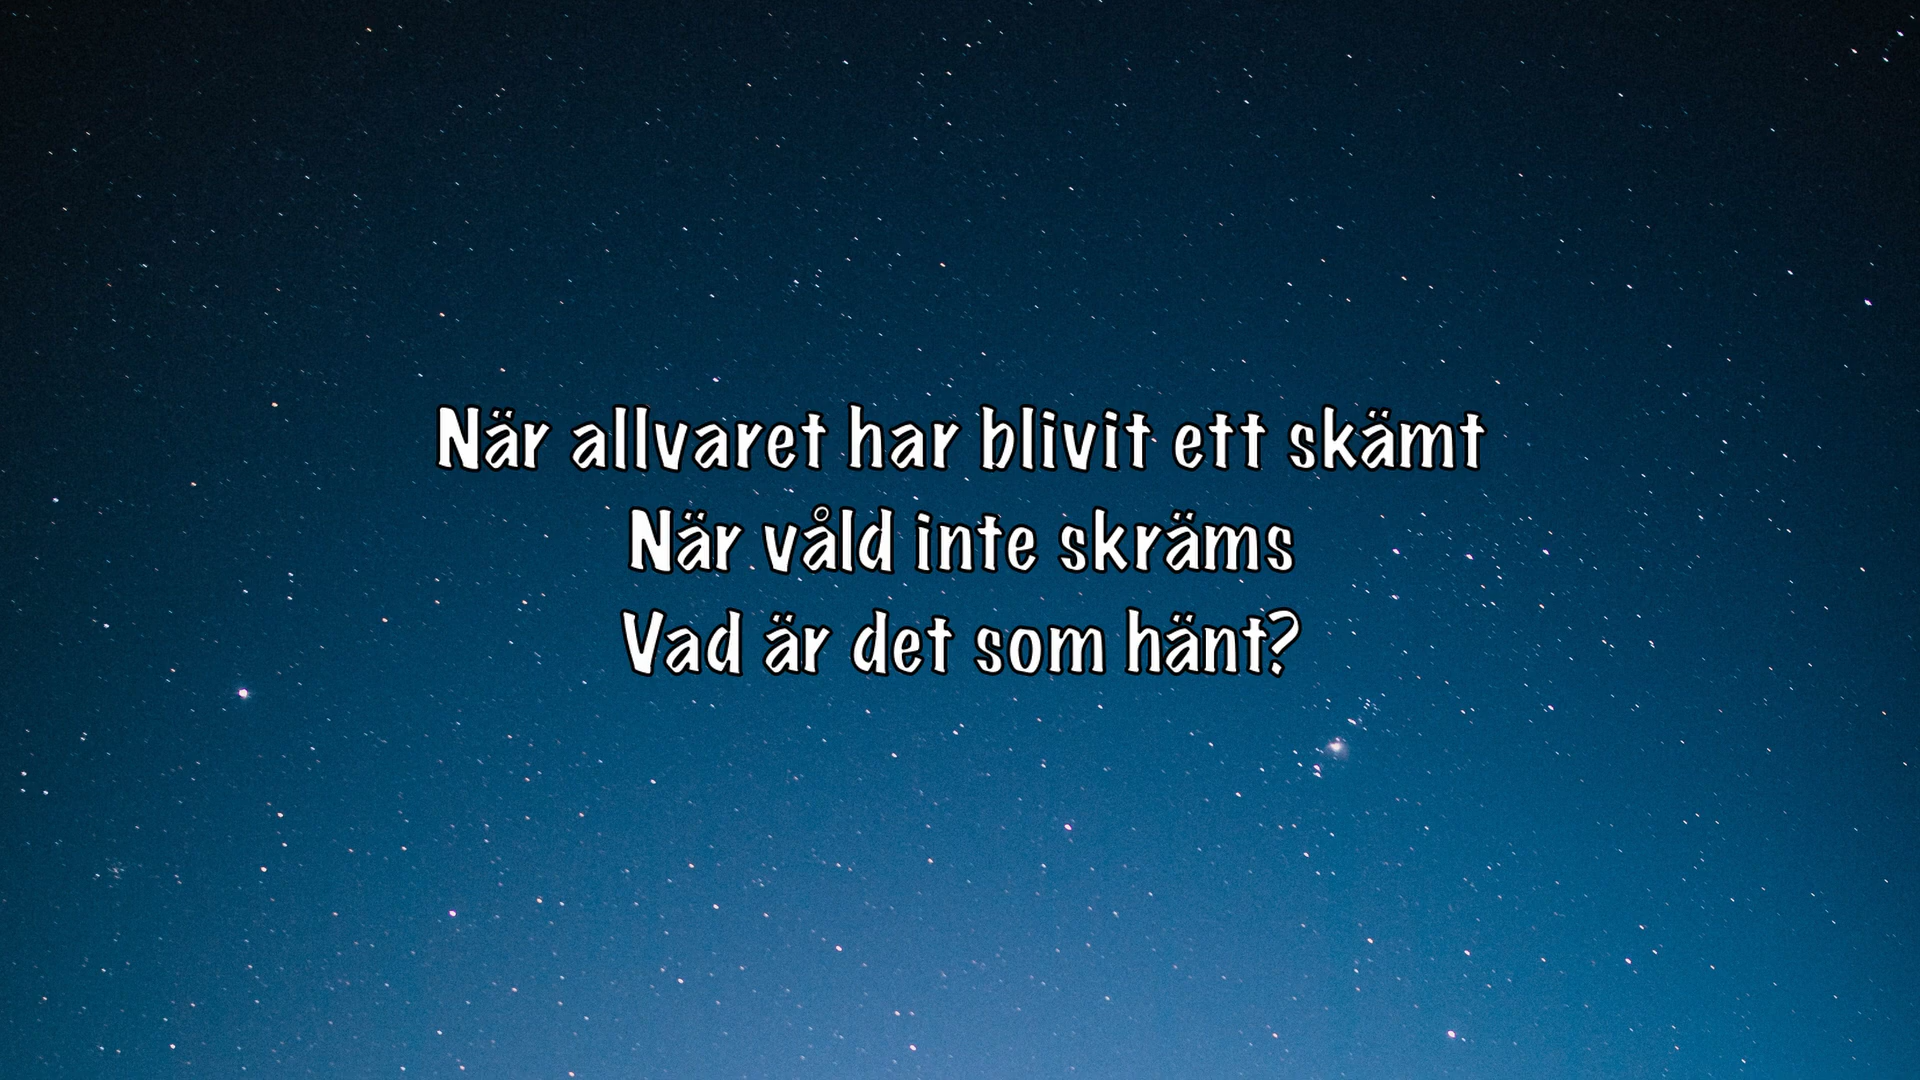 När allvaret har blivit ett skämt
När våld inte skräms
Vad är det som hänt?